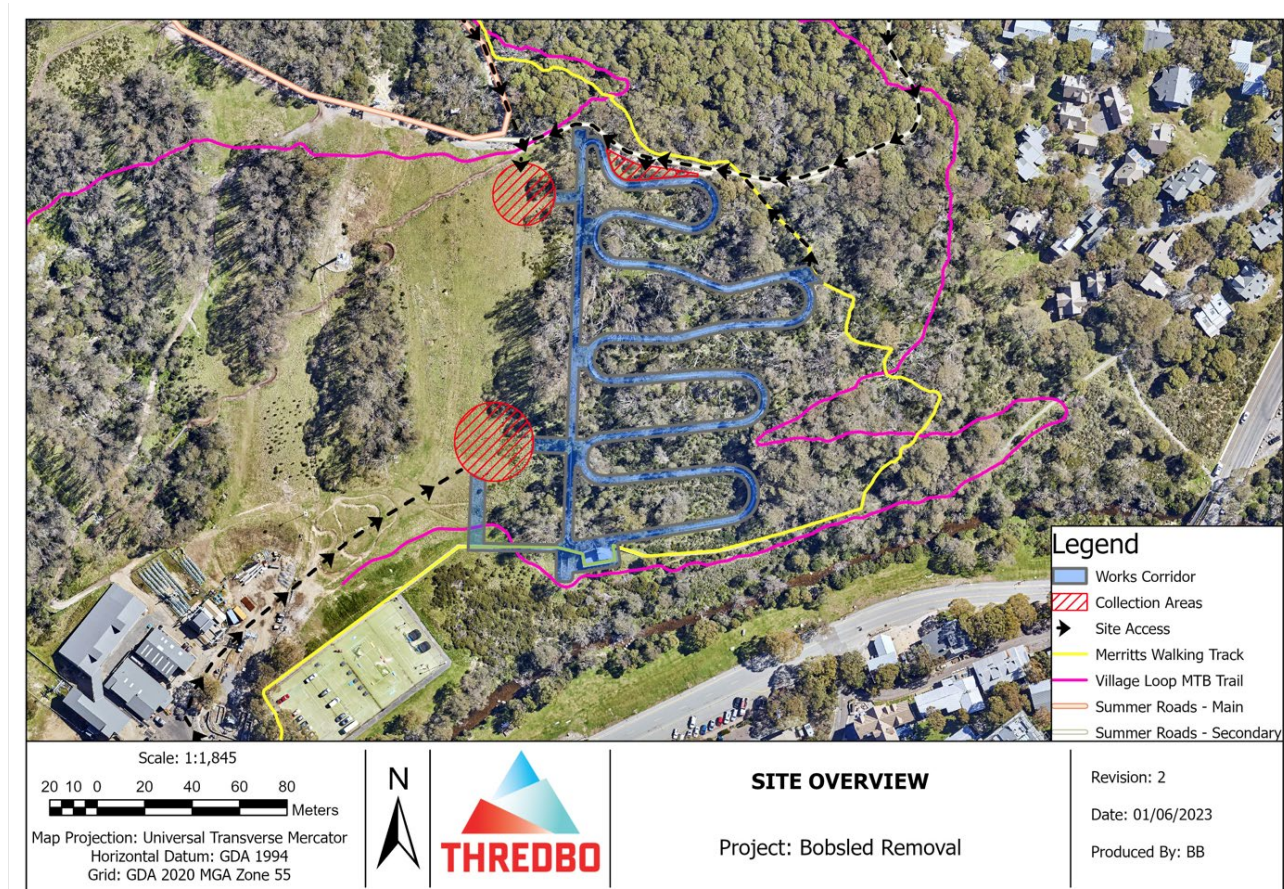 Legend
Works Corridor
Collection Areas
Site Access
Merritts Walking Track
Village Loop MTB Trail
Summer Roads - Main
Summer Roads - Secondary
Scale: 1:1,845
20 10 0 20 40 60 80
Meters
Map Projection: Universal Transverse Mercator
Horizontal Datum: GDA 1994
Grid: GDA 2020 MGA Zone 55
N
THREDBO
SITE OVERVIEW
Project: Bobsled Removal
Revision: 2
Date: 01/06/2023
Produced By: BB